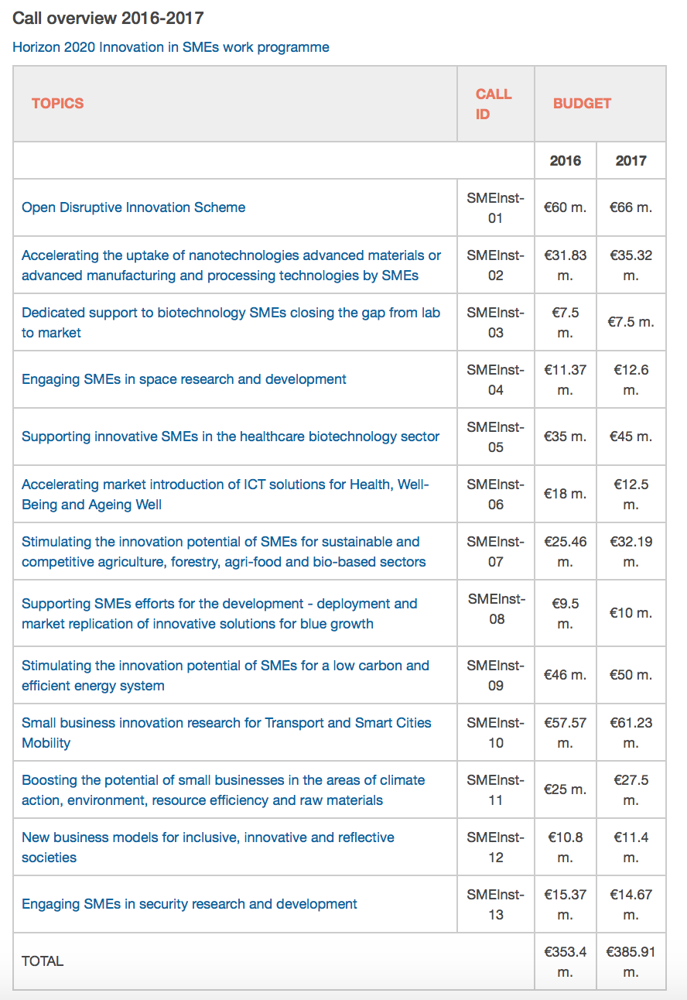 Call overview 2016-2017
Horizon 2020 Innovation in SMEs work programme
TOPICS
CALL
ID
BUDGET
2016
2017
Open Disruptive Innovation Scheme
SMEInst-
01
€60 m.
€66 m.
Accelerating the uptake of nanotechnologies advanced materials or
advanced manufacturing and processing technologies by SMEs
SMEInst-
02
€31.83
m.
€35.32
m.
Dedicated support to biotechnology SMEs closing the gap from lab
to market
SMEInst-
03
€7.5
m.
€7.5 m.
Engaging SMEs in space research and development
SMEInst-
04
€11.37
m.
€12.6
m.
Supporting innovative SMEs in the healthcare biotechnology sector
SMEInst-
05
€35 m.
€45 m.
Accelerating market introduction of ICT solutions for Health, Well-
Being and Ageing Well
SMEInst-
06
€18 m.
€12.5
m.
Stimulating the innovation potential of SMEs for sustainable and
competitive agriculture, forestry, agri-food and bio-based sectors
SMEInst-
07
€25.46
m.
€32.19
m.
Supporting SMEs efforts for the development - deployment and
market replication of innovative solutions for blue growth
SMEInst-
08
€9.5
m.
€10 m.
Stimulating the innovation potential of SMEs for a low carbon and
efficient energy system
SMEInst-
09
€46 m.
€50 m.
Small business innovation research for Transport and Smart Cities
Mobility
SMEInst-
10
€57.57
m.
€61.23
m.
Boosting the potential of small businesses in the areas of climate
action, environment, resource efficiency and raw materials
SMEInst-
11
€25 m.
€27.5
m.
New business models for inclusive, innovative and reflective
societies
SMEInst-
12
€10.8
m.
€11.4
m.
Engaging SMEs in security research and development
SMEInst-
13
€15.37
m.
€14.67
m.
TOTAL
€353.4
m.
€385.91
m.